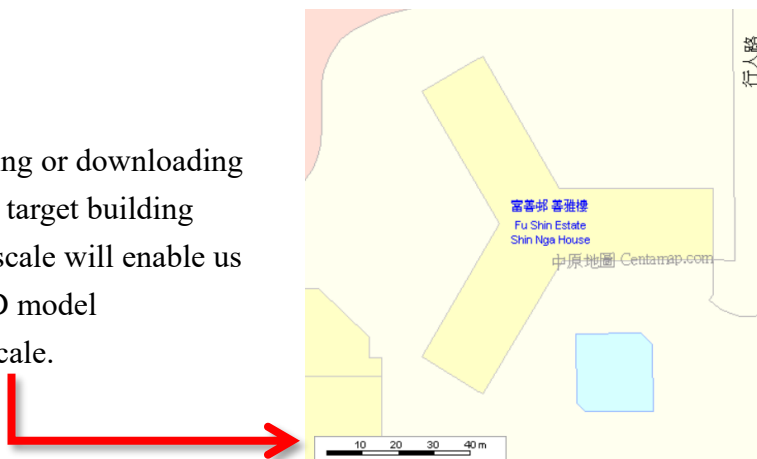 ing or downloading
target building
scale will enable us
D model
cale.
行人路
富善邨 善雅樓
Fu Shin Estate
Shin Nga House
中原地圖 Centamap.com
10 20 30 40 m